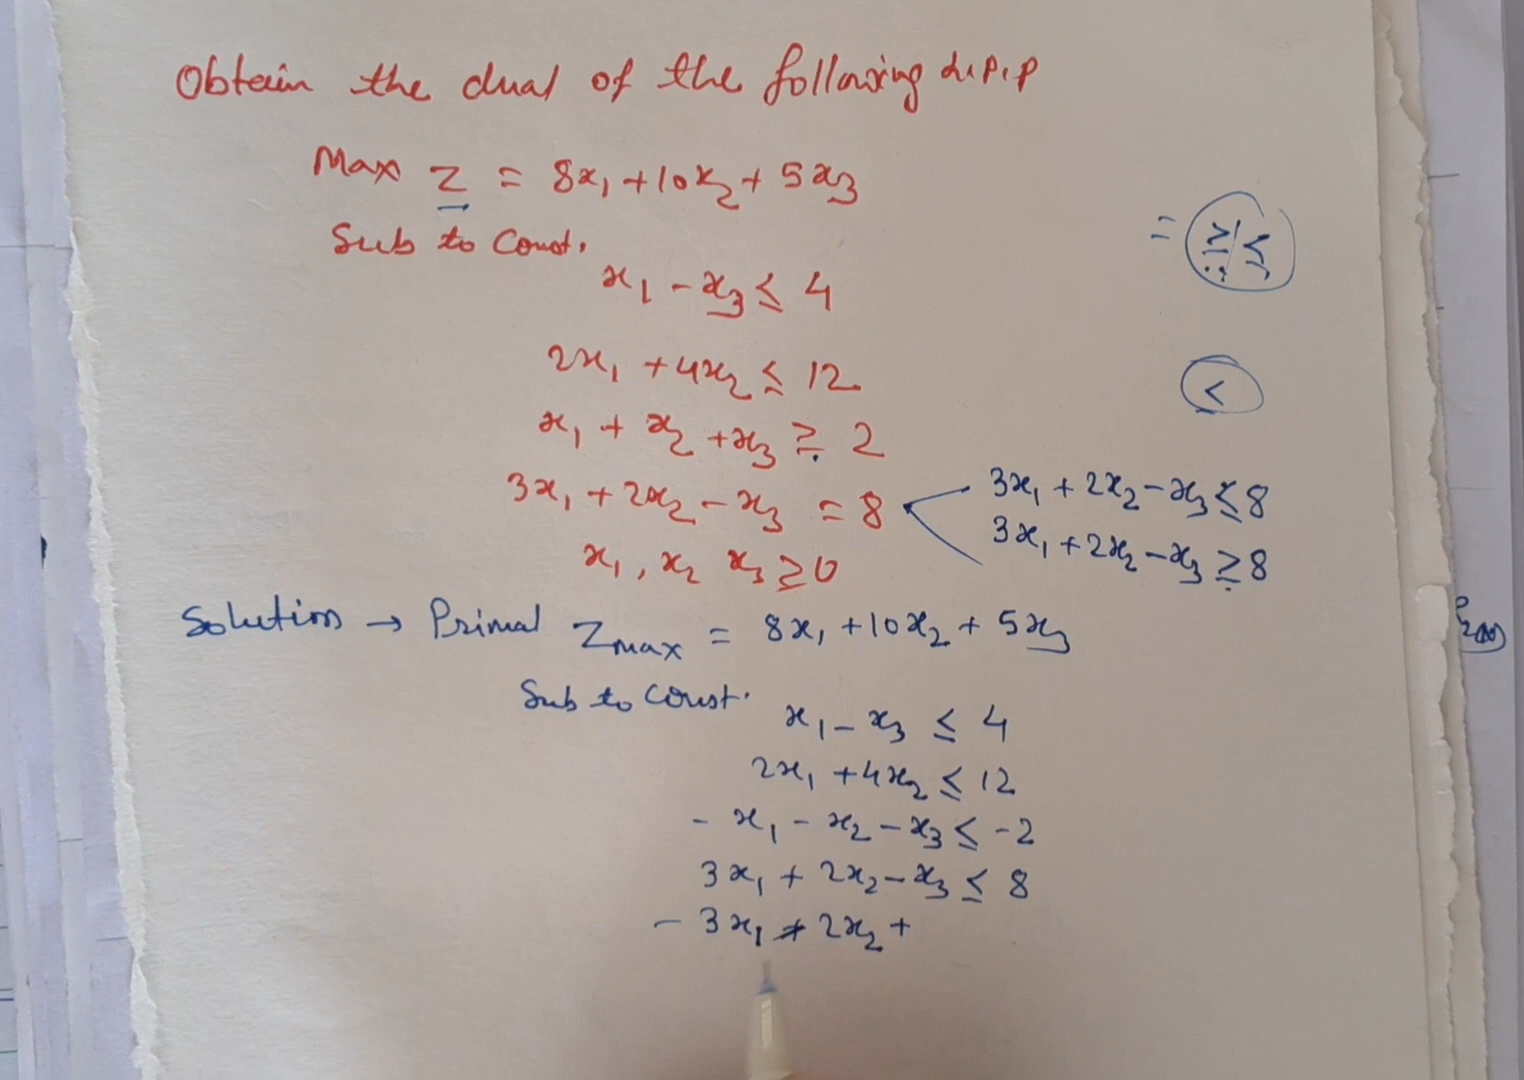 Obtain the dual of the following L.P.P
Max Z = 8x₁ + 10x₂ + 5x₃
Sub to Const.
x₁ - x₃ ≤ 4
= ≥/≤
2x₁ + 4x₂ ≤ 12
<
x₁ + x₂ + x₃ ≥ 2
3x₁ + 2x₂ - x₃ = 8
3x₁ + 2x₂ - x₃ ≤ 8
3x₁ + 2x₂ - x₃ ≥ 8
x₁, x₂ x₃ ≥ 0
Solution → Primal Zmax = 8x₁ + 10x₂ + 5x₃
Sub to Const.
x₁ - x₃ ≤ 4
2x₁ + 4x₂ ≤ 12
- x₁ - x₂ - x₃ ≤ -2
3x₁ + 2x₂ - x₃ ≤ 8
- 3x₁ - 2x₂ +